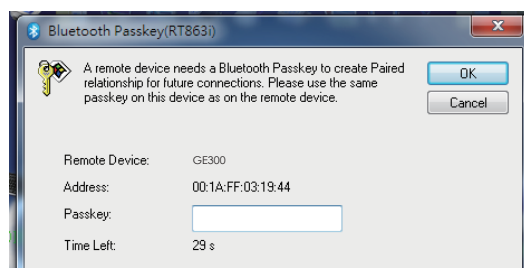 Bluetooth Passkey(RT863i)
A remote device needs a Bluetooth Passkey to create Paired
relationship for future connections. Please use the same
passkey on this device as on the remote device.
OK
Cancel
Remote Device: GE300
Address: 00:1A:FF:03:19:44
Passkey:
Time Left: 29 s